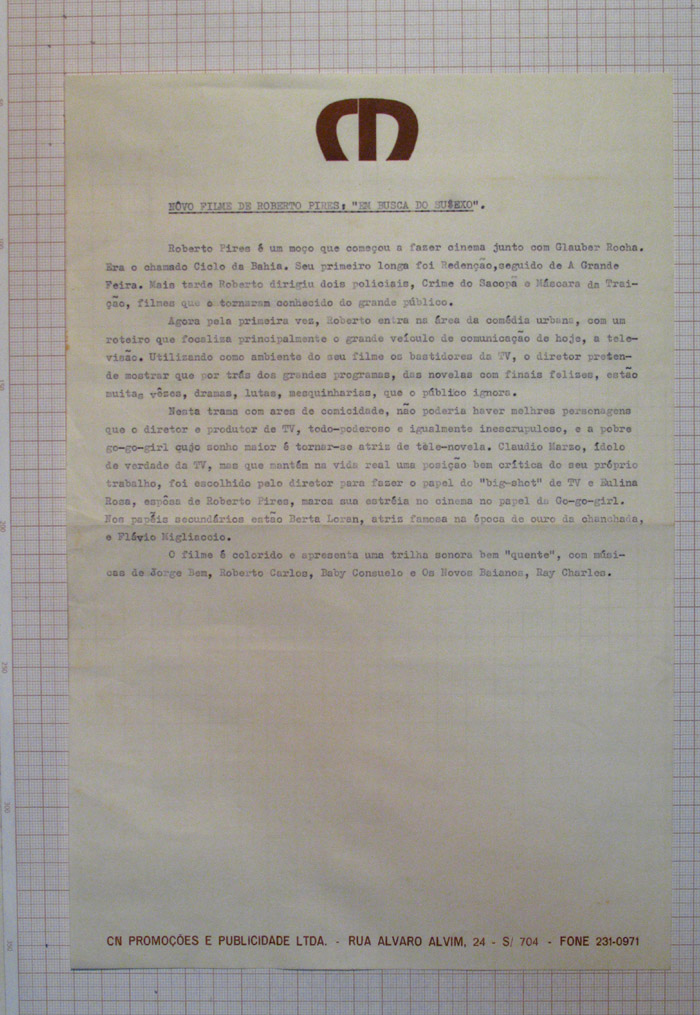 NÔVO FILME DE ROBERTO PIRES: "EM BUSCA DO SU$EXO".
Roberto Pires é um moço que começou a fazer cinema junto com Glauber Rocha.
Era o chamado Ciclo da Bahia. Seu primeiro longa foi Redenção,seguido de A Grande
Feira. Mais tarde Roberto dirigiu dois policiais, Crime do Sacopã e Máscara da Trai-
ção, filmes que o tornaram conhecido do grande público.
Agora pela primeira vez, Roberto entra na área da comédia urbana, com um
roteiro que focaliza principalmente o grande veículo de comunicação de hoje, a tele-
visão. Utilizando como ambiente do seu filme os bastidores da TV, o diretor preten-
de mostrar que por trás dos grandes programas, das novelas com finais felizes, estão
muitas vêzes, dramas, lutas, mesquinharias, que o público ignora.
Nesta trama com ares de comicidade, não poderia haver melhres personagens
que o diretor e produtor de TV, todo-poderoso e igualmente inescrupuloso, e a pobre
go-go-girl cujo sonho maior é tornar-se atriz de tele-novela. Claudio Marzo, ídolo
de verdade da TV, mas que mantém na vida real uma posição bem crítica do seu próprio
trabalho, foi escolhido pelo diretor para fazer o papel do "big-shot" de TV e Eulina
Rosa, espôsa de Roberto Pires, marca sua estréia no cinema no papel da Go-go-girl.
Nos papéis secundários estão Berta Loran, atriz famosa na época de ouro da chanchada,
e Flávio Migliaccio.
O filme é colorido e apresenta uma trilha sonora bem "quente", com músi-
cas de Jorge Bem, Roberto Carlos, Baby Consuelo e Os Novos Baianos, Ray Charles.
CN PROMOÇÕES E PUBLICIDADE LTDA. - RUA ALVARO ALVIM, 24 - S/ 704 - FONE 231-0971